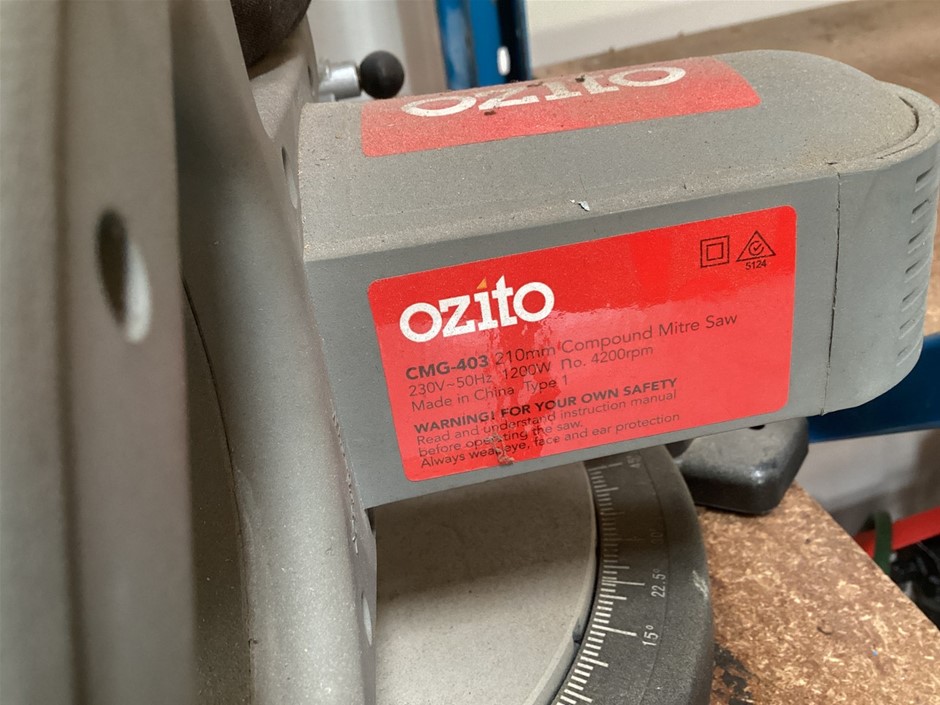 ozito
5124
ozito
CMG-403 210mm Compound Mitre Saw
230V~50Hz 1200W no. 4200rpm
Made in China Type 1
WARNING! FOR YOUR OWN SAFETY
Read and understand instruction manual
before operating the saw.
Always wear eye, face and ear protection
22.5°
15°